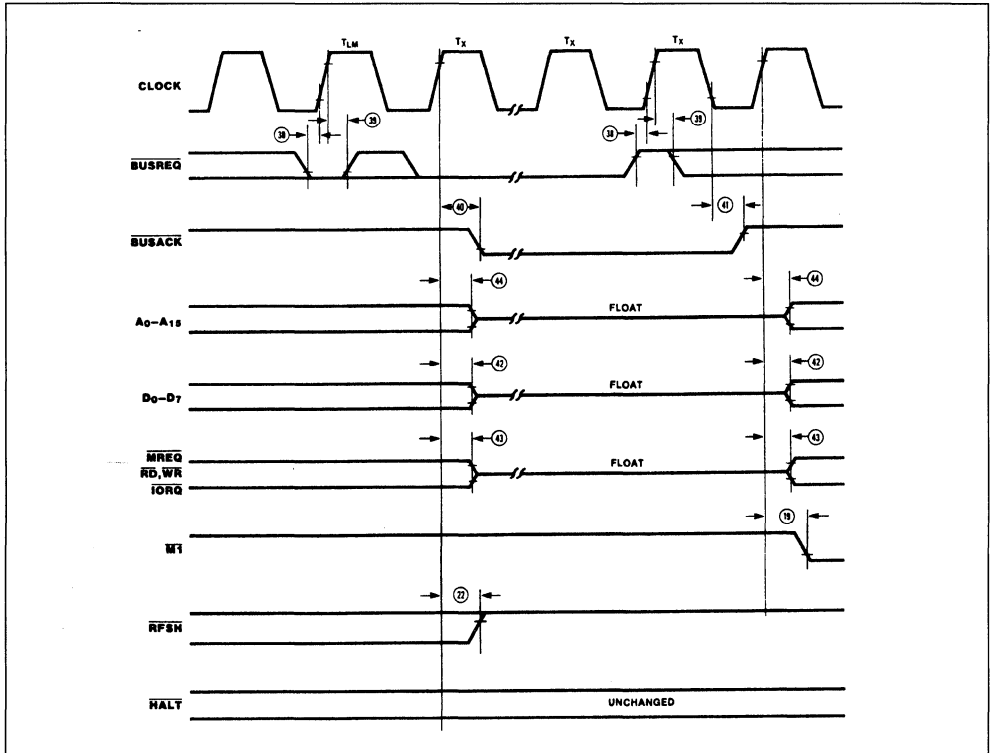 TLM TX TX TX
CLOCK
38 39 38 39
BUSREQ
40 41
BUSACK
44 44
A0–A15 FLOAT
42 42
D0–D7 FLOAT
43 43
MREQ
RD, WR FLOAT
IORQ
19
M1
22
RFSH
HALT UNCHANGED